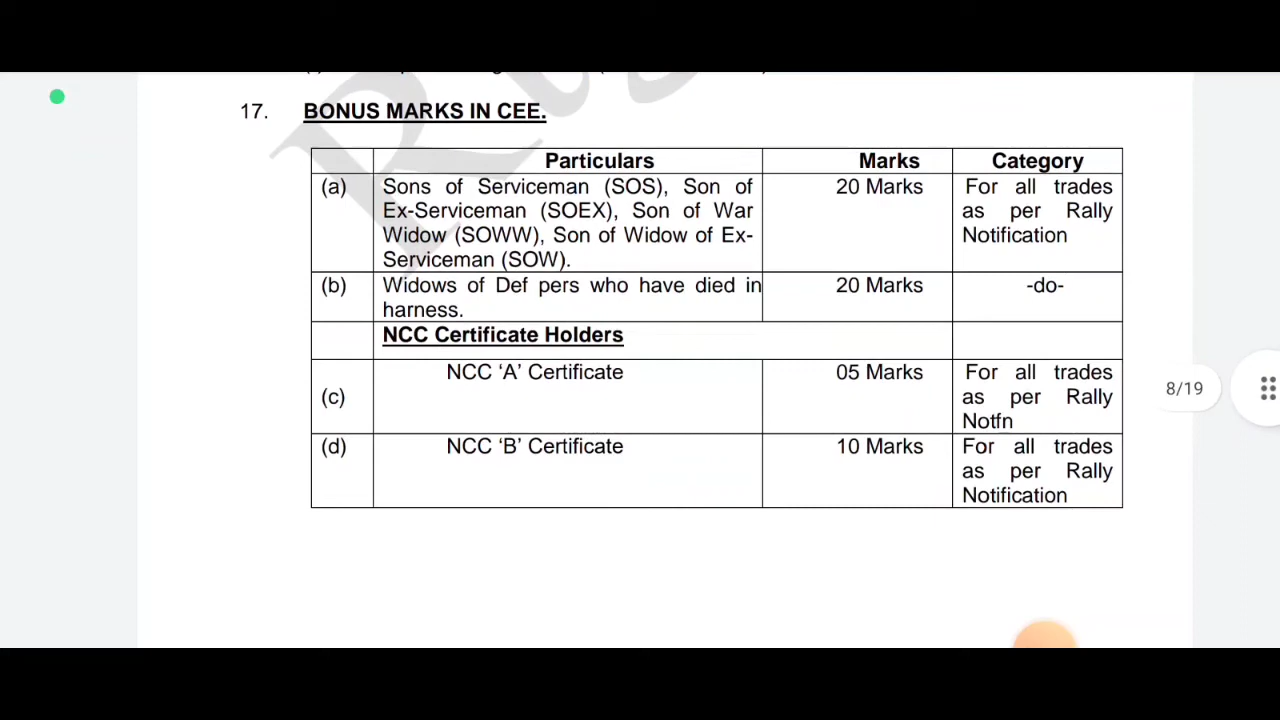 17. BONUS MARKS IN CEE.
Particulars Marks Category
(a) Sons of Serviceman (SOS), Son of 20 Marks For all trades
Ex-Serviceman (SOEX), Son of War as per Rally
Widow (SOWW), Son of Widow of Ex- Notification
Serviceman (SOW).
(b) Widows of Def pers who have died in 20 Marks -do-
harness.
NCC Certificate Holders
NCC ‘A’ Certificate 05 Marks For all trades
(c) as per Rally
Notfn
(d) NCC ‘B’ Certificate 10 Marks For all trades
as per Rally
Notification
8/19